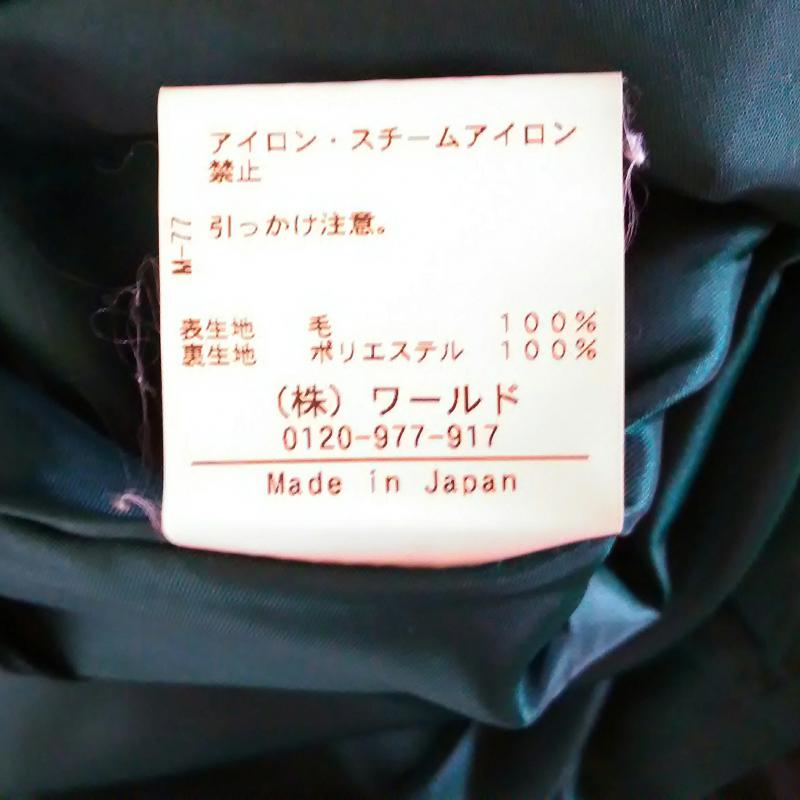 アイロン・スチームアイロン
禁止
引っかけ注意。
M-77
表生地 毛 100%
裏生地 ポリエステル 100%
(株) ワールド
0120-977-917
Made in Japan